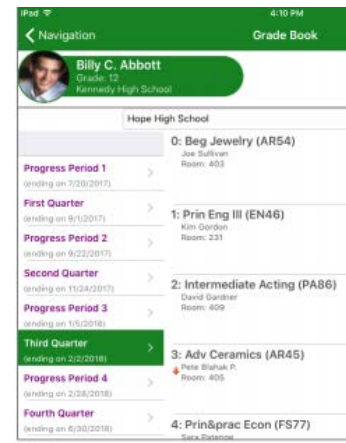 iPad
4:10 PM
Navigation
Grade Book
Billy C. Abbott
Grade: 12
Kennedy High School
Hope High School
Progress Period 1
(ending on 7/20/2017)
First Quarter
(ending on 9/1/2017)
Progress Period 2
(ending on 9/22/2017)
Second Quarter
(ending on 11/24/2017)
Progress Period 3
(ending on 1/5/2018)
Third Quarter
(ending on 2/2/2018)
Progress Period 4
(ending on 2/28/2018)
Fourth Quarter
(ending on 6/30/2018)
0: Beg Jewelry (AR54)
Joe Sullivan
Room: 403
1: Prin Eng III (EN46)
Kim Gordon
Room: 231
2: Intermediate Acting (PA86)
David Gardner
Room: 409
3: Adv Ceramics (AR45)
Pete Blahak P.
Room: 405
4: Prin&prac Econ (FS77)
Sara